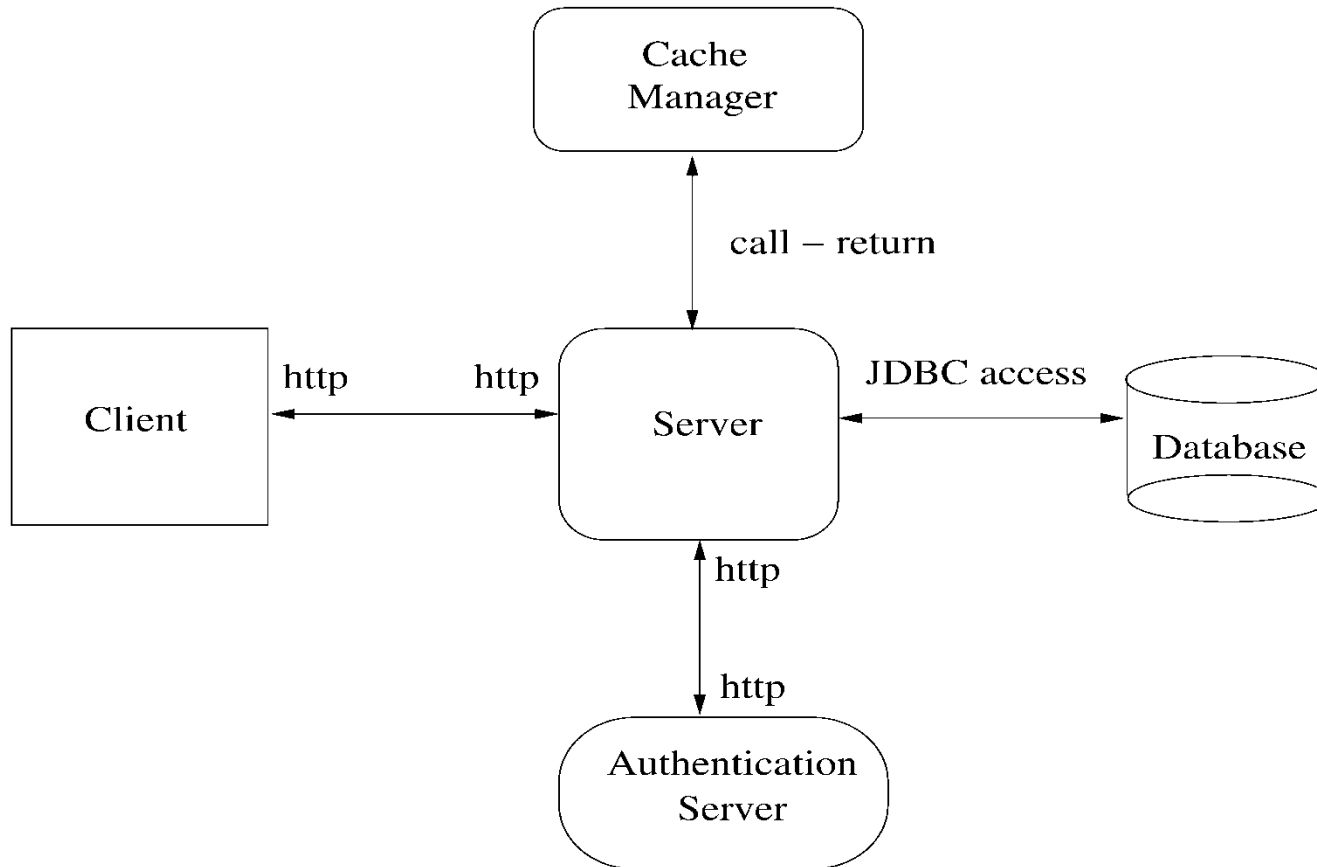 Cache
Manager
call – return
http
http
JDBC access
Client
Server
Database
http
http
Authentication
Server